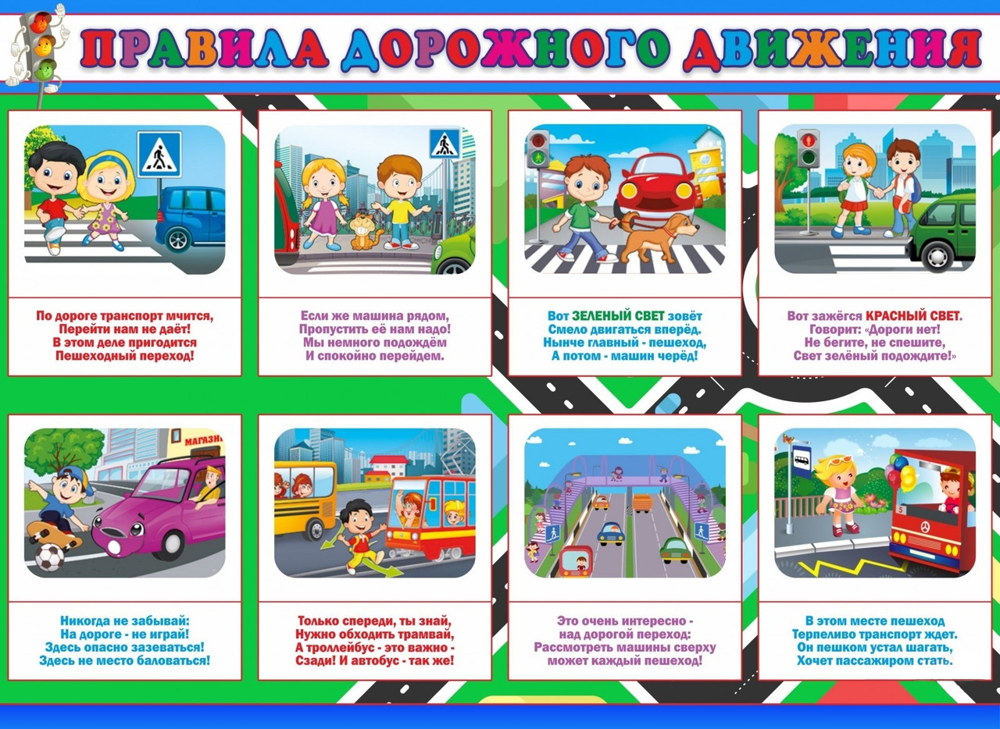 ПРАВИЛА ДОРОЖНОГО ДВИЖЕНИЯ
По дороге транспорт мчится,
Перейти нам не даёт!
В этом деле пригодится
Пешеходный переход!
Если же машина рядом,
Пропустить её нам надо!
Мы немного подождём
И спокойно перейдем.
Вот ЗЕЛЕНЫЙ СВЕТ зовёт
Смело двигаться вперёд.
Нынче главный - пешеход,
А потом - машин черёд!
Вот зажёгся КРАСНЫЙ СВЕТ.
Говорит: «Дороги нет!
Не бегите, не спешите,
Свет зелёный подождите!»
МАГАЗИН
Никогда не забывай:
На дороге - не играй!
Здесь опасно зазеваться!
Здесь не место баловаться!
Только спереди, ты знай,
Нужно обходить трамвай,
А троллейбус - это важно -
Сзади! И автобус - так же!
Это очень интересно -
над дорогой переход:
Рассмотреть машины сверху
может каждый пешеход!
5
В этом месте пешеход
Терпеливо транспорт ждет.
Он пешком устал шагать,
Хочет пассажиром стать.